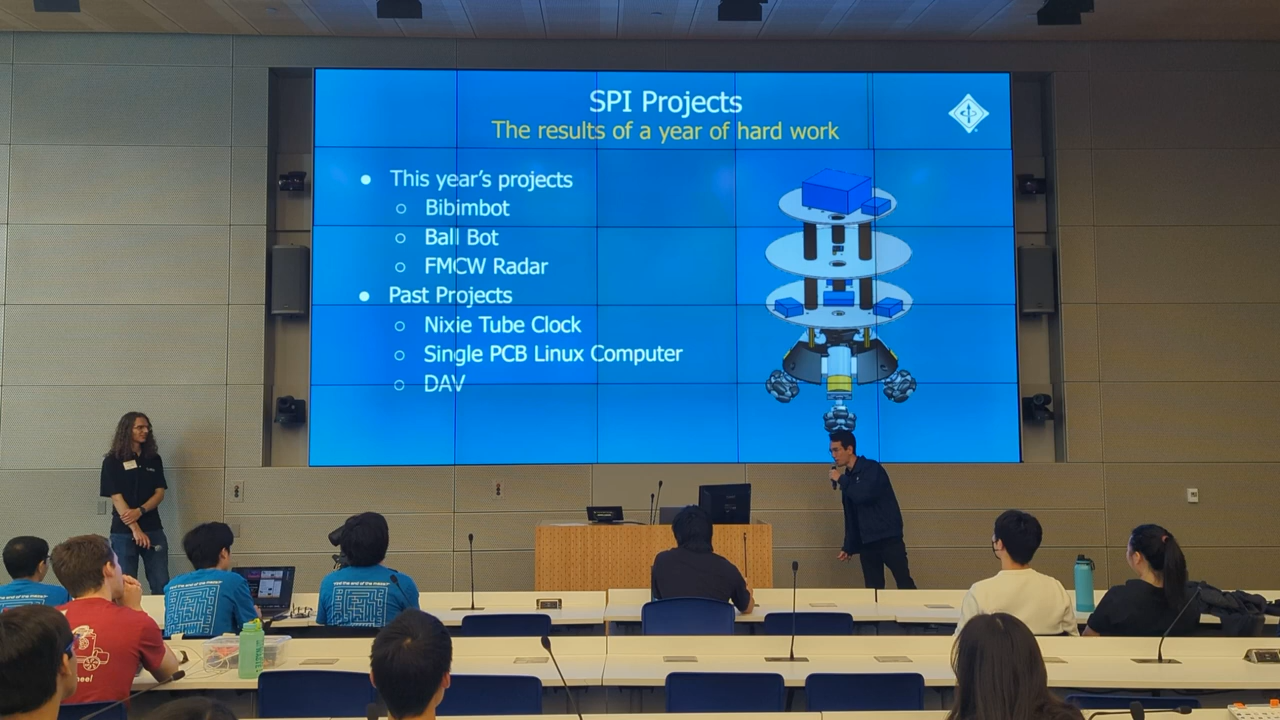 SPI Projects
The results of a year of hard work
● This year's projects
○ Bibimbot
○ Ball Bot
○ FMCW Radar
● Past Projects
○ Nixie Tube Clock
○ Single PCB Linux Computer
○ DAV